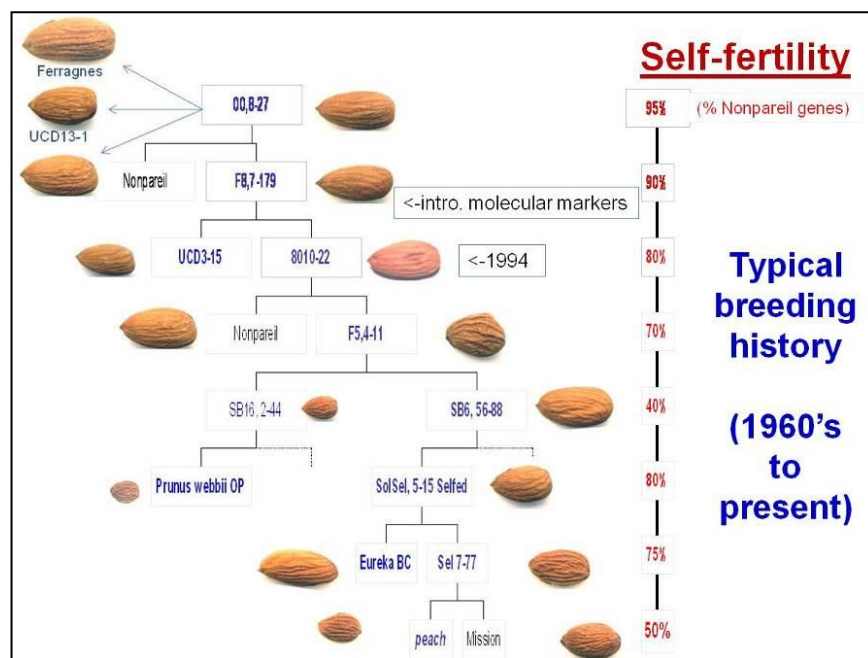 Self-fertility
Ferragnes
00,8-27
95%
(% Nonpareil genes)
UCD13-1
Nonpareil
F8,7-179
90%
<-intro. molecular markers
UCD3-15
8010-22
<-1994
80%
Typical
breeding
history
(1960's
to
present)
Nonpareil
F5,4-11
70%
SB16, 2-44
SB6, 56-88
40%
Prunus webbii OP
SolSel, 5-15 Selfed
80%
Eureka BC
Sel 7-77
75%
peach
Mission
50%